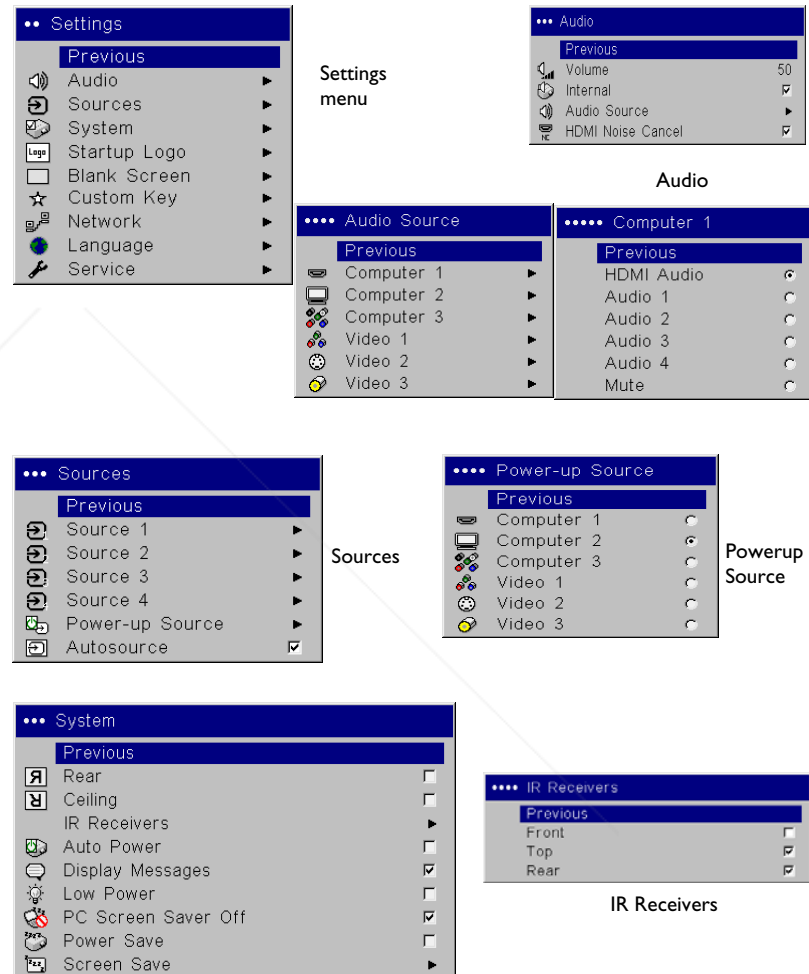 Settings
Previous
Audio
Sources
System
Logo Startup Logo
Blank Screen
Custom Key
Network
Language
Service
Settings
menu
Audio
Previous
Volume 50
Internal
Audio Source
NC HDMI Noise Cancel
Audio
Audio Source
Previous
Computer 1
Computer 2
Computer 3
Video 1
Video 2
Video 3
Computer 1
Previous
HDMI Audio
Audio 1
Audio 2
Audio 3
Audio 4
Mute
Sources
Previous
Source 1
Source 2
Source 3
Source 4
Power-up Source
Autosource
Sources
Power-up Source
Previous
Computer 1
Computer 2
Computer 3
Video 1
Video 2
Video 3
Powerup
Source
System
Previous
Rear
Ceiling
IR Receivers
Auto Power
Display Messages
Low Power
PC Screen Saver Off
Power Save
Screen Save
IR Receivers
Previous
Front
Top
Rear
IR Receivers